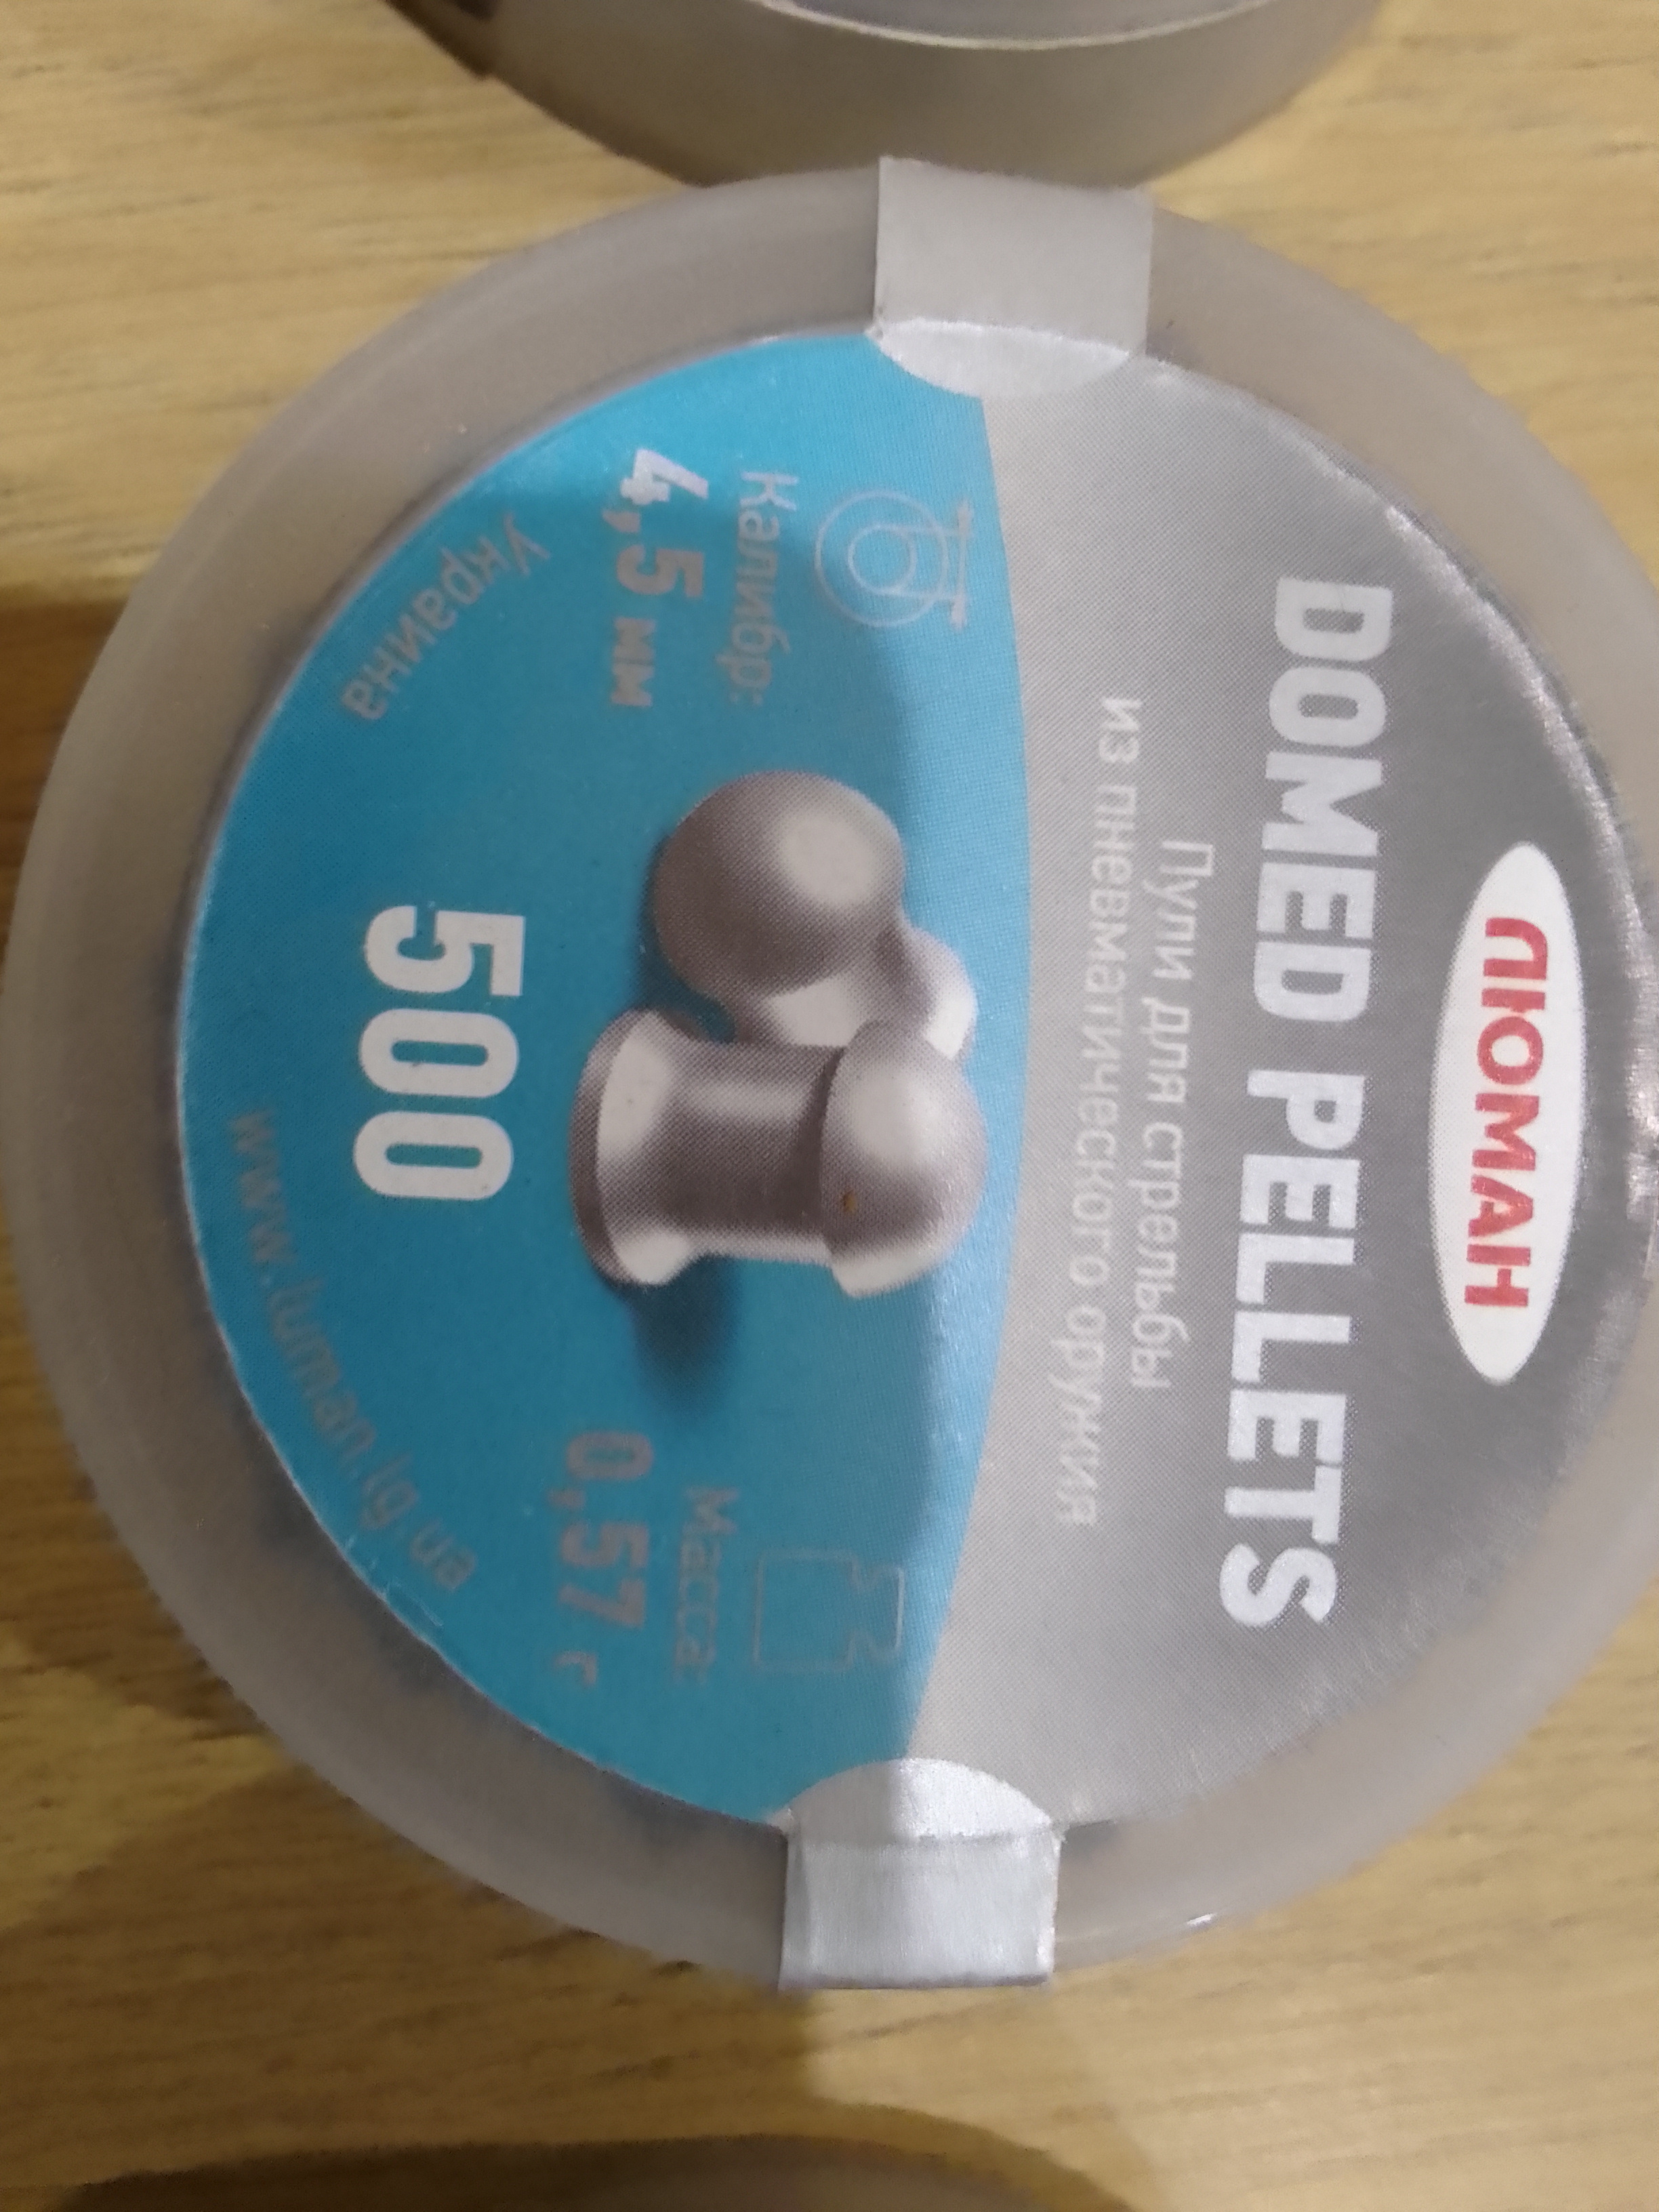 ЛЮМАН
DOMED PELLETS
Пули для стрельбы
из пневматического оружия
Калибр:
4,5 мм
Масса:
0,57 г
500
Украина
www.luman.lg.ua